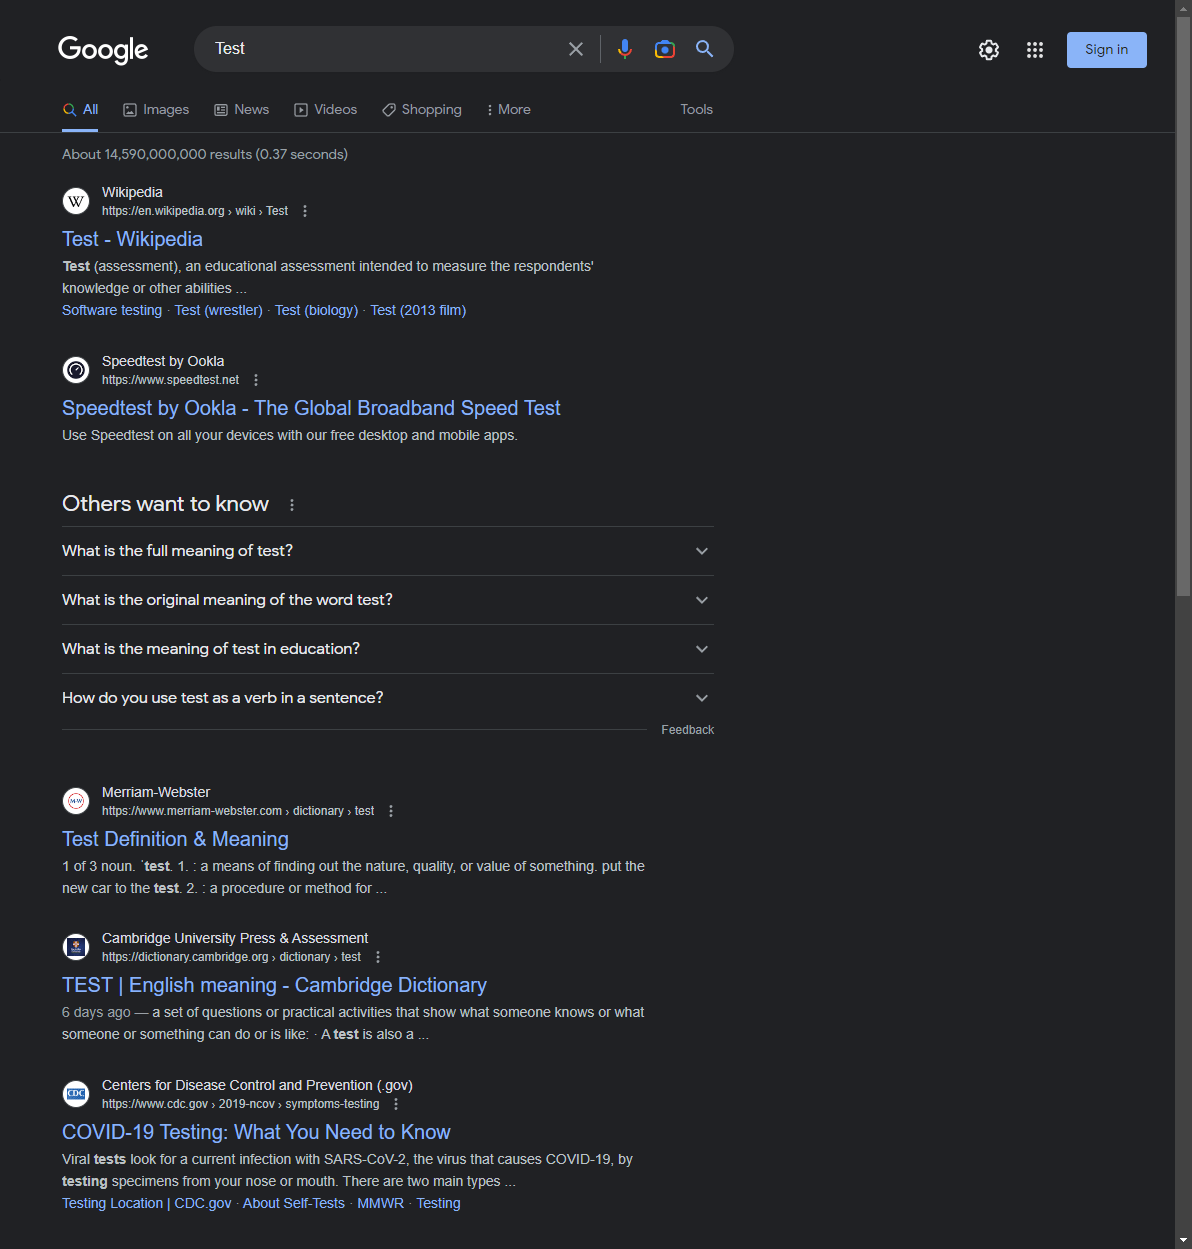 Google
Test
Sign in
All Images News Videos Shopping More Tools
About 14,590,000,000 results (0.37 seconds)
W
Wikipedia
https://en.wikipedia.org › wiki › Test
Test - Wikipedia
Test (assessment), an educational assessment intended to measure the respondents'
knowledge or other abilities ...
Software testing · Test (wrestler) · Test (biology) · Test (2013 film)
Speedtest by Ookla
https://www.speedtest.net
Speedtest by Ookla - The Global Broadband Speed Test
Use Speedtest on all your devices with our free desktop and mobile apps.
Others want to know
What is the full meaning of test?
What is the original meaning of the word test?
What is the meaning of test in education?
How do you use test as a verb in a sentence?
Feedback
M-W
Merriam-Webster
https://www.merriam-webster.com › dictionary › test
Test Definition & Meaning
1 of 3 noun. ˈtest. 1. : a means of finding out the nature, quality, or value of something. put the
new car to the test. 2. : a procedure or method for ...
Cambridge University Press & Assessment
https://dictionary.cambridge.org › dictionary › test
TEST | English meaning - Cambridge Dictionary
6 days ago — a set of questions or practical activities that show what someone knows or what
someone or something can do or is like: · A test is also a ...
CDC
Centers for Disease Control and Prevention (.gov)
https://www.cdc.gov › 2019-ncov › symptoms-testing
COVID-19 Testing: What You Need to Know
Viral tests look for a current infection with SARS-CoV-2, the virus that causes COVID-19, by
testing specimens from your nose or mouth. There are two main types ...
Testing Location | CDC.gov · About Self-Tests · MMWR · Testing